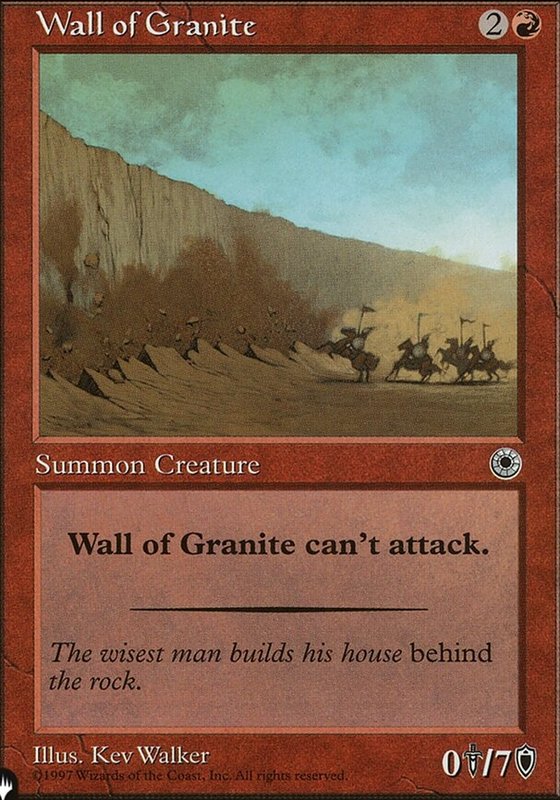 Wall of Granite 2
Summon Creature
Wall of Granite can't attack.
The wisest man builds his house behind
the rock.
Illus. Kev Walker
©1997 Wizards of the Coast, Inc. All rights reserved.
0/7